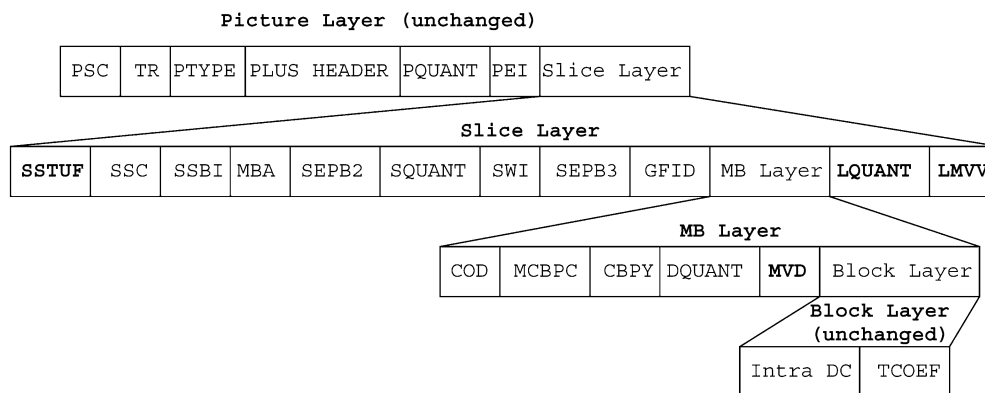 Picture Layer (unchanged)
PSC TR PTYPE PLUS HEADER PQUANT PEI Slice Layer
Slice Layer
SSTUF SSC SSBI MBA SEPB2 SQUANT SWI SEPB3 GFID MB Layer LQUANT LMVV
MB Layer
COD MCBPC CBPY DQUANT MVD Block Layer
Block Layer
(unchanged)
Intra DC TCOEF